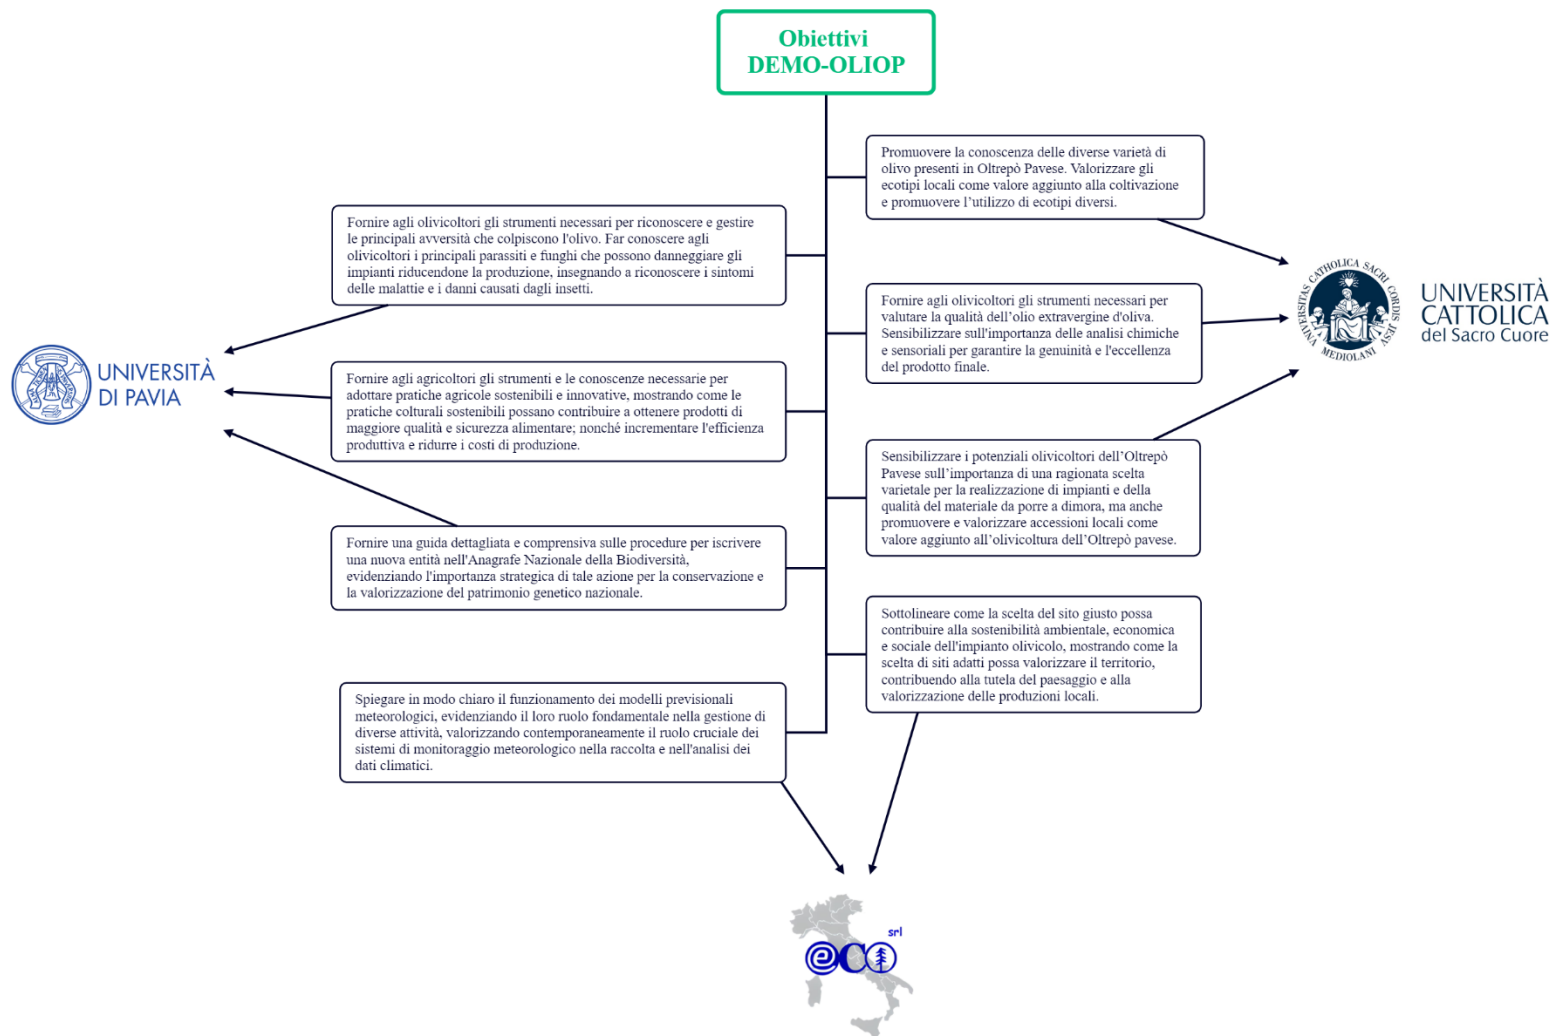 Obiettivi
DEMO-OLIOP
Promuovere la conoscenza delle diverse varietà di
olivo presenti in Oltrepò Pavese. Valorizzare gli
ecotipi locali come valore aggiunto alla coltivazione
e promuovere l’utilizzo di ecotipi diversi.
Fornire agli olivicoltori gli strumenti necessari per riconoscere e gestire
le principali avversità che colpiscono l'olivo. Far conoscere agli
olivicoltori i principali parassiti e funghi che possono danneggiare gli
impianti riducendone la produzione, insegnando a riconoscere i sintomi
delle malattie e i danni causati dagli insetti.
Fornire agli olivicoltori gli strumenti necessari per
valutare la qualità dell’olio extravergine d'oliva.
Sensibilizzare sull'importanza delle analisi chimiche
e sensoriali per garantire la genuinità e l'eccellenza
del prodotto finale.
UNIVERSITAS CATHOLICA SACRI CORDIS JESU
MEDIOLANI
UNIVERSITÀ
CATTOLICA
del Sacro Cuore
UNIVERSITÀ
DI PAVIA
Fornire agli agricoltori gli strumenti e le conoscenze necessarie per
adottare pratiche agricole sostenibili e innovative, mostrando come le
pratiche colturali sostenibili possano contribuire a ottenere prodotti di
maggiore qualità e sicurezza alimentare; nonché incrementare l'efficienza
produttiva e ridurre i costi di produzione.
Sensibilizzare i potenziali olivicoltori dell’Oltrepò
Pavese sull’importanza di una ragionata scelta
varietale per la realizzazione di impianti e della
qualità del materiale da porre a dimora, ma anche
promuovere e valorizzare accessioni locali come
valore aggiunto all’olivicoltura dell’Oltrepò pavese.
Fornire una guida dettagliata e comprensiva sulle procedure per iscrivere
una nuova entità nell'Anagrafe Nazionale della Biodiversità,
evidenziando l'importanza strategica di tale azione per la conservazione e
la valorizzazione del patrimonio genetico nazionale.
Sottolineare come la scelta del sito giusto possa
contribuire alla sostenibilità ambientale, economica
e sociale dell'impianto olivicolo, mostrando come la
scelta di siti adatti possa valorizzare il territorio,
contribuendo alla tutela del paesaggio e alla
valorizzazione delle produzioni locali.
Spiegare in modo chiaro il funzionamento dei modelli previsionali
meteorologici, evidenziando il loro ruolo fondamentale nella gestione di
diverse attività, valorizzando contemporaneamente il ruolo cruciale dei
sistemi di monitoraggio meteorologico nella raccolta e nell'analisi dei
dati climatici.
srl
eco